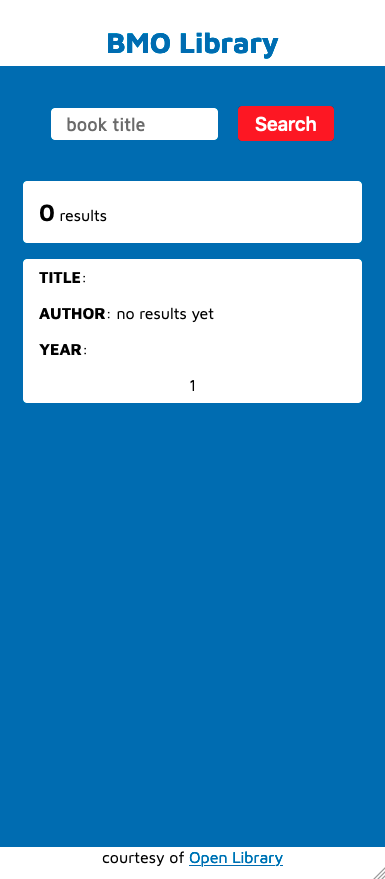 BMO Library
book title
Search
0 results
TITLE:
AUTHOR: no results yet
YEAR:
1
courtesy of Open Library